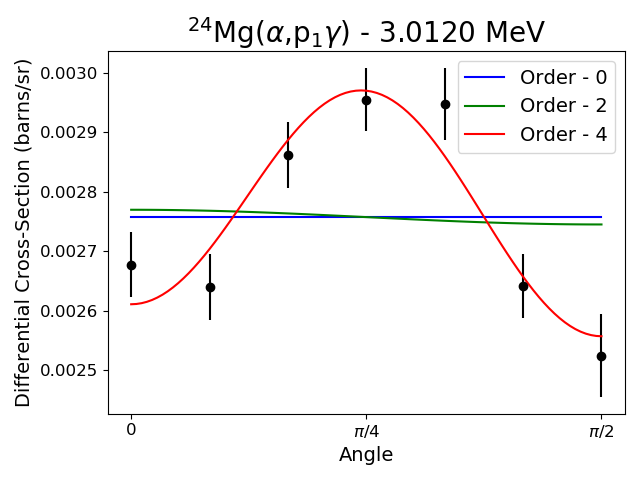 ²⁴Mg(α,p₁γ) - 3.0120 MeV
Differential Cross-Section (barns/sr)
0.0030
0.0029
0.0028
0.0027
0.0026
0.0025
Order - 0
Order - 2
Order - 4
0
π/4
π/2
Angle